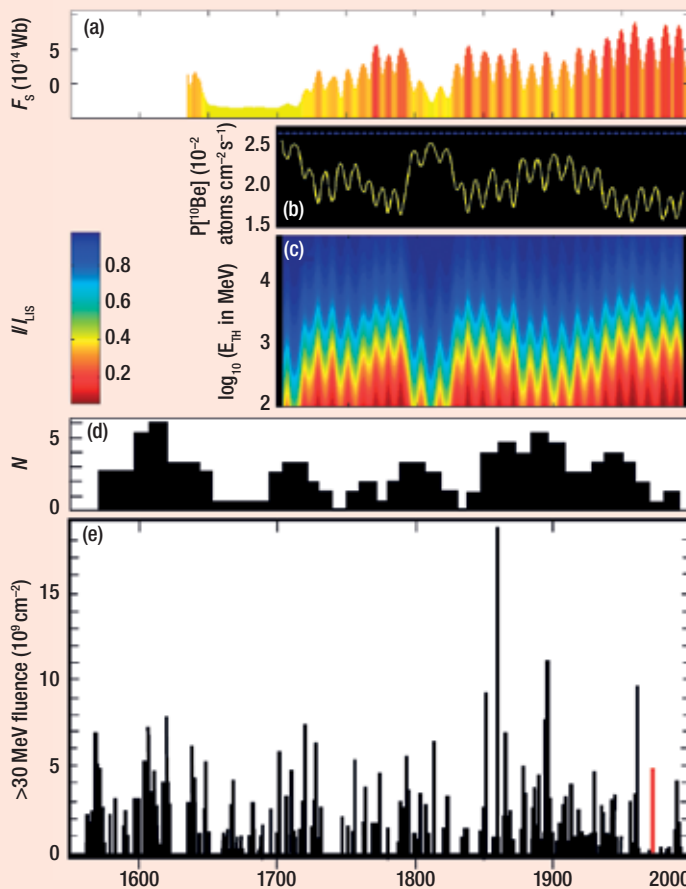 (a)
F_S (10^14 Wb)
5
0
P[^10Be] (10^−2
atoms cm^−2 s^−1)
2.5
2.0
1.5
(b)
(c)
I/I_LIS
0.8
0.6
0.4
0.2
log_10 (E_TH in MeV)
4
3
2
(d)
N
5
0
(e)
>30 MeV fluence (10^9 cm^−2)
15
10
5
0
1600 1700 1800 1900 2000